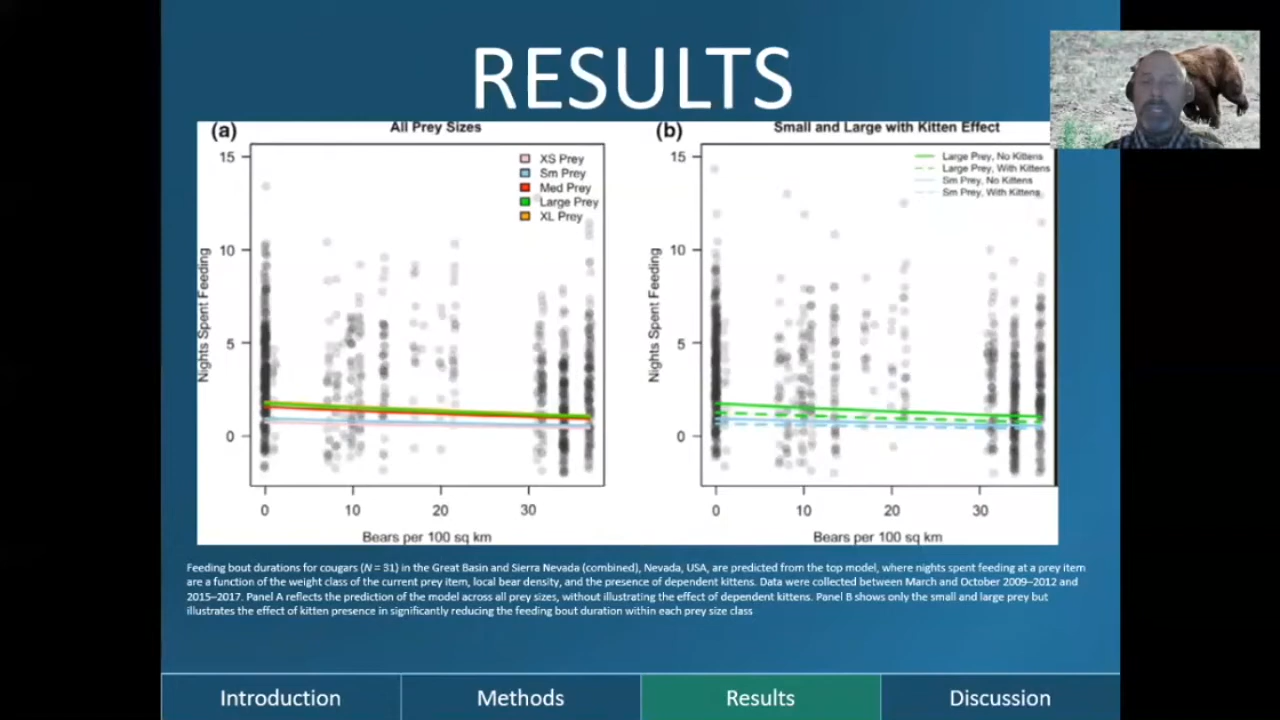 RESULTS
(a)
All Prey Sizes
XS Prey
Sm Prey
Med Prey
Large Prey
XL Prey
15
10
5
0
Nights Spent Feeding
0 10 20 30
Bears per 100 sq km
(b)
Small and Large with Kitten Effect
Large Prey, No Kittens
Large Prey, With Kittens
Sm Prey, No Kittens
Sm Prey, With Kittens
15
10
5
0
Nights Spent Feeding
0 10 20 30
Bears per 100 sq km
Feeding bout durations for cougars (N = 31) in the Great Basin and Sierra Nevada (combined), Nevada, USA, are predicted from the top model, where nights spent feeding at a prey item
are a function of the weight class of the current prey item, local bear density, and the presence of dependent kittens. Data were collected between March and October 2009–2012 and
2015–2017. Panel A reflects the prediction of the model across all prey sizes, without illustrating the effect of dependent kittens. Panel B shows only the small and large prey but
illustrates the effect of kitten presence in significantly reducing the feeding bout duration within each prey size class
Introduction
Methods
Results
Discussion